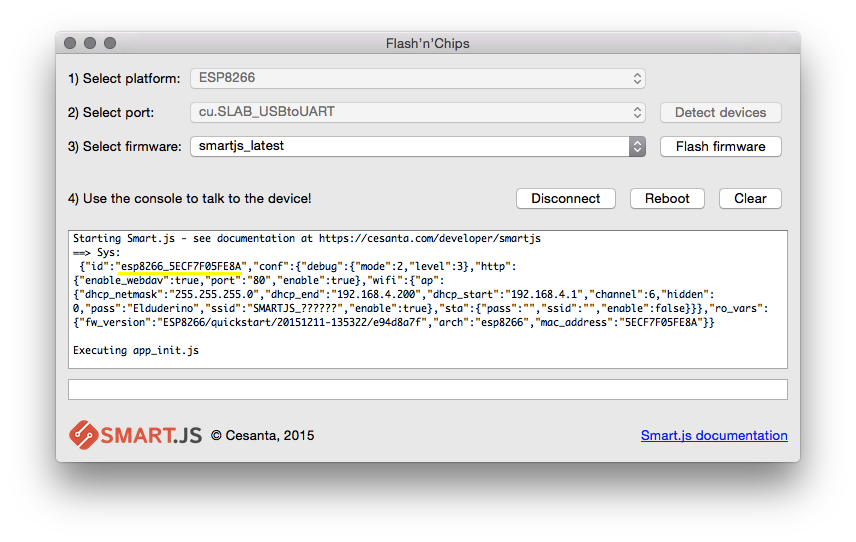 Flash'n'Chips
1) Select platform: ESP8266
2) Select port: cu.SLAB_USBtoUART Detect devices
3) Select firmware: smartjs_latest Flash firmware
4) Use the console to talk to the device! Disconnect Reboot Clear
Starting Smart.js - see documentation at https://cesanta.com/developer/smartjs
==> Sys:
{"id":"esp8266_5ECF7F05FE8A","conf":{"debug":{"mode":2,"level":3},"http":
{"enable_webdav":true,"port":"80","enable":true},"wifi":{"ap":
{"dhcp_netmask":"255.255.255.0","dhcp_end":"192.168.4.200","dhcp_start":"192.168.4.1","channel":6,"hidden":
0,"pass":"Elduderino","ssid":"SMARTJS_??????","enable":true},"sta":{"pass":"","ssid":"","enable":false}}},"ro_vars":
{"fw_version":"ESP8266/quickstart/20151211-135322/e94d8a7f","arch":"esp8266","mac_address":"5ECF7F05FE8A"}}
Executing app_init.js
SMART.JS © Cesanta, 2015 Smart.js documentation